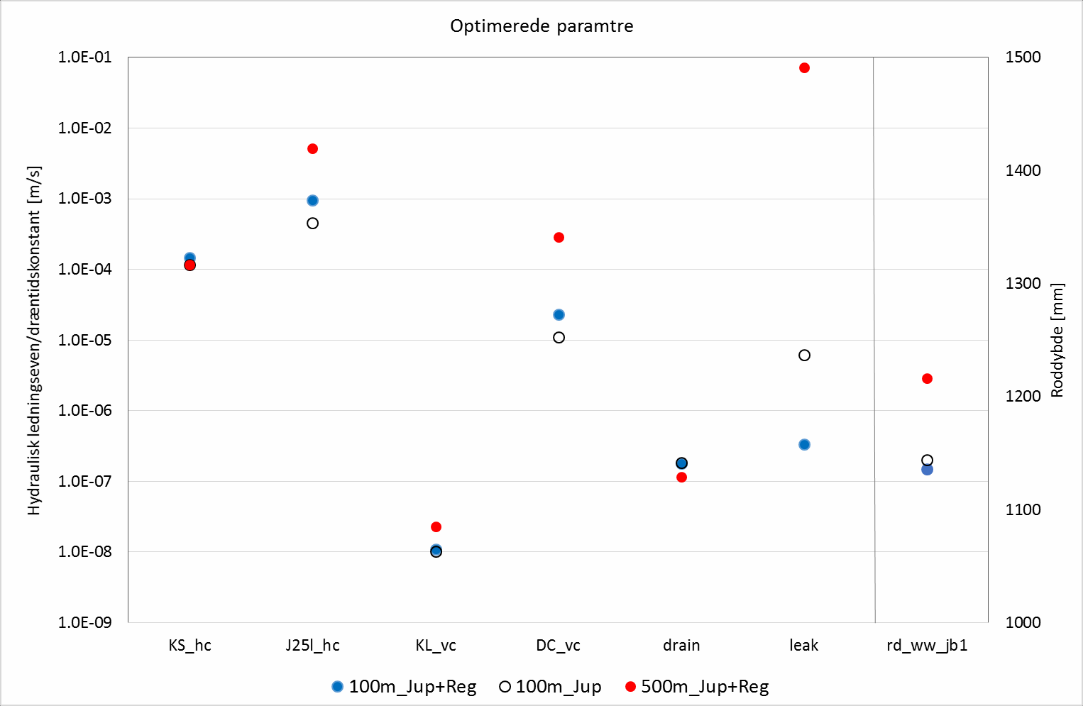 Optimerede paramtre
Hydraulisk ledningseven/dræntidskonstant [m/s]
1.0E-01
1.0E-02
1.0E-03
1.0E-04
1.0E-05
1.0E-06
1.0E-07
1.0E-08
1.0E-09
1500
1400
1300
1200
1100
1000
Roddybde [mm]
KS_hc J25l_hc KL_vc DC_vc drain leak rd_ww_jb1
100m_Jup+Reg 100m_Jup 500m_Jup+Reg